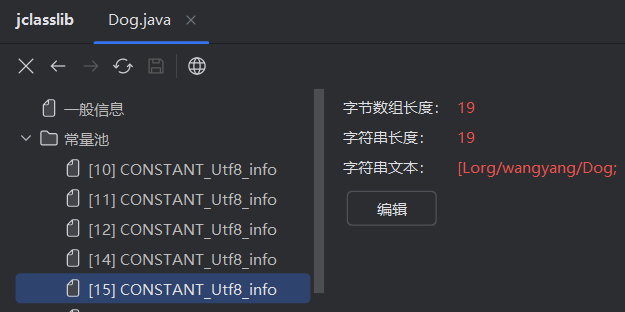 jclasslib
Dog.java
一般信息
常量池
[10] CONSTANT_Utf8_info
[11] CONSTANT_Utf8_info
[12] CONSTANT_Utf8_info
[14] CONSTANT_Utf8_info
[15] CONSTANT_Utf8_info
字节数组长度： 19
字符串长度： 19
字符串文本： [Lorg/wangyang/Dog;
编辑